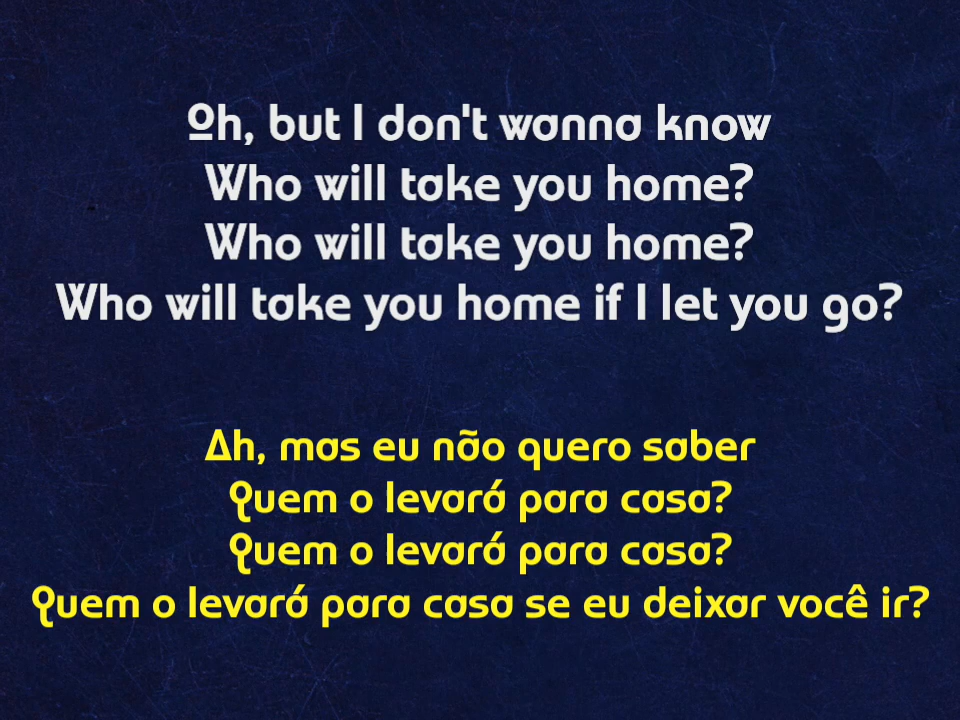 Oh, but I don't wanna know
Who will take you home?
Who will take you home?
Who will take you home if I let you go?
Ah, mas eu não quero saber
Quem o levará para casa?
Quem o levará para casa?
Quem o levará para casa se eu deixar você ir?